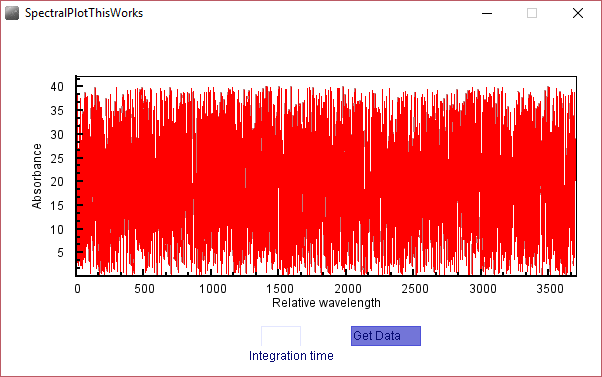 SpectralPlotThisWorks
40
35
30
25
20
15
10
5
Absorbance
0 500 1000 1500 2000 2500 3000 3500
Relative wavelength
Get Data
Integration time